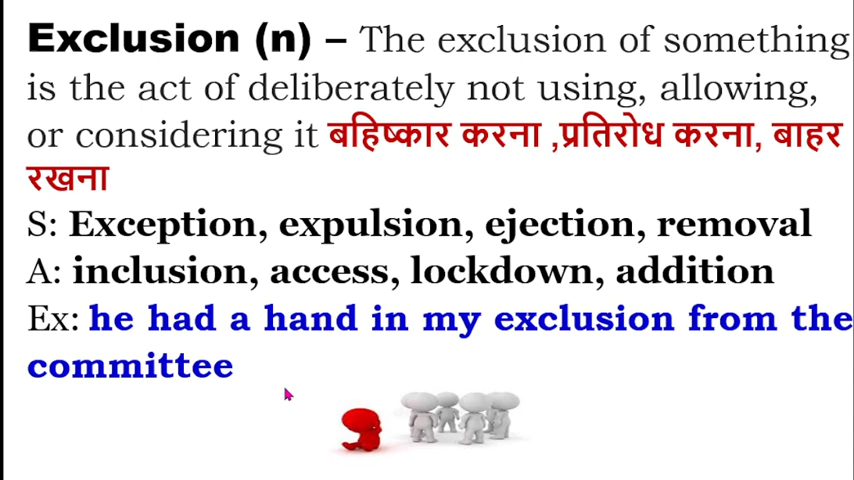 Exclusion (n) – The exclusion of something
is the act of deliberately not using, allowing,
or considering it बहिष्कार करना ,प्रतिरोध करना, बाहर
रखना
S: Exception, expulsion, ejection, removal
A: inclusion, access, lockdown, addition
Ex: he had a hand in my exclusion from the
committee